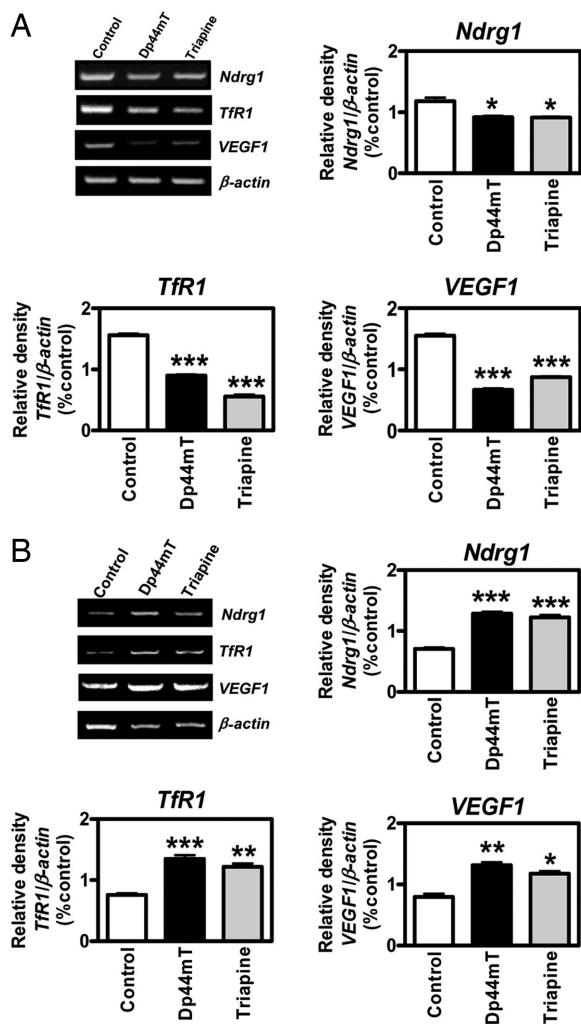 A
Control
Dp44mT
Triapine
Ndrg1
TfR1
VEGF1
β-actin
Ndrg1
Relative density
Ndrg1/β-actin
(%control)
2
1
0
*
*
Control
Dp44mT
Triapine
TfR1
Relative density
TfR1/β-actin
(%control)
2
1
0
***
***
Control
Dp44mT
Triapine
VEGF1
Relative density
VEGF1/β-actin
(%control)
2
1
0
***
***
Control
Dp44mT
Triapine
B
Control
Dp44mT
Triapine
Ndrg1
TfR1
VEGF1
β-actin
Ndrg1
Relative density
Ndrg1/β-actin
(%control)
2
1
0
***
***
Control
Dp44mT
Triapine
TfR1
Relative density
TfR1/β-actin
(%control)
2
1
0
***
**
Control
Dp44mT
Triapine
VEGF1
Relative density
VEGF1/β-actin
(%control)
2
1
0
**
*
Control
Dp44mT
Triapine